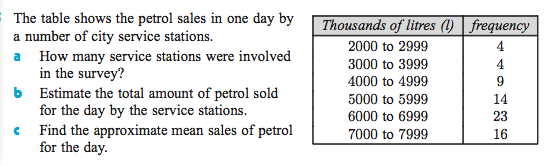 The table shows the petrol sales in one day by
a number of city service stations.
a How many service stations were involved
in the survey?
b Estimate the total amount of petrol sold
for the day by the service stations.
c Find the approximate mean sales of petrol
for the day.
Thousands of litres (l) frequency
2000 to 2999 4
3000 to 3999 4
4000 to 4999 9
5000 to 5999 14
6000 to 6999 23
7000 to 7999 16